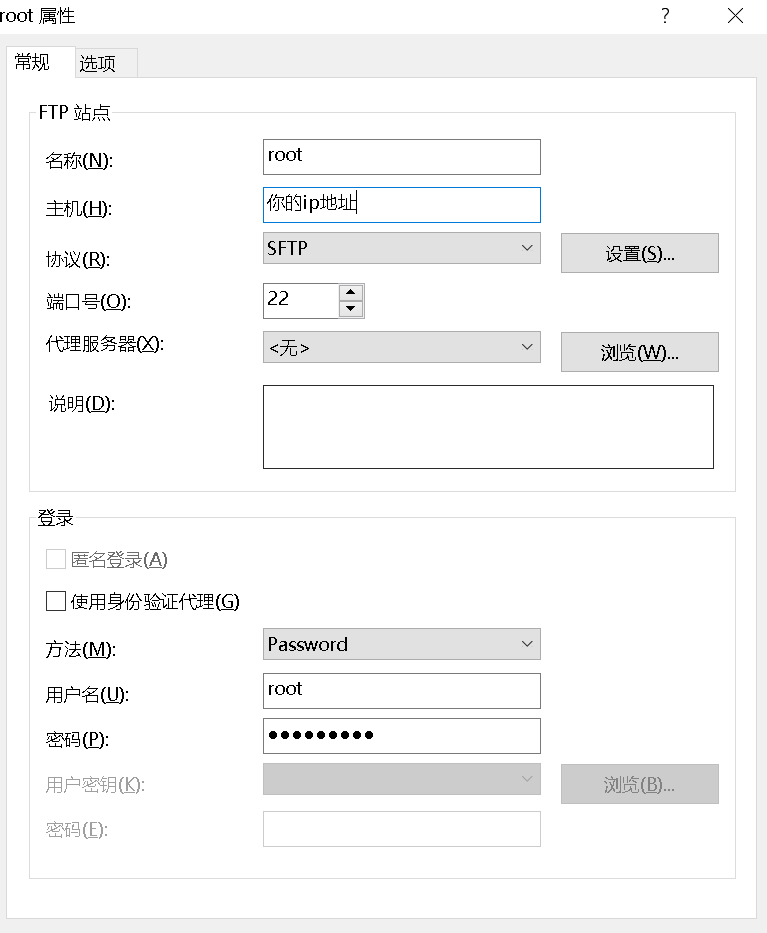 root 属性
常规
选项
FTP 站点
名称(N):
root
主机(H):
你的ip地址
协议(R):
SFTP
设置(S)...
端口号(O):
22
代理服务器(X):
<无>
浏览(W)...
说明(D):
登录
匿名登录(A)
使用身份验证代理(G)
方法(M):
Password
用户名(U):
root
密码(P):
●●●●●●●●●
用户密钥(K):
浏览(B)...
密码(E):